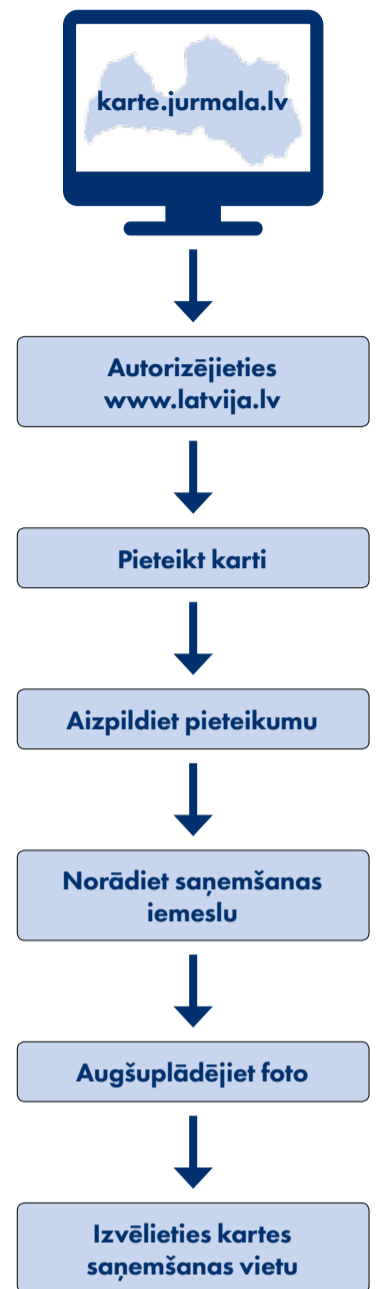 karte.jurmala.lv
Autorizējieties
www.latvija.lv
Pieteikt karti
Aizpildiet pieteikumu
Norādiet saņemšanas
iemeslu
Augšuplādējiet foto
Izvēlieties kartes
saņemšanas vietu